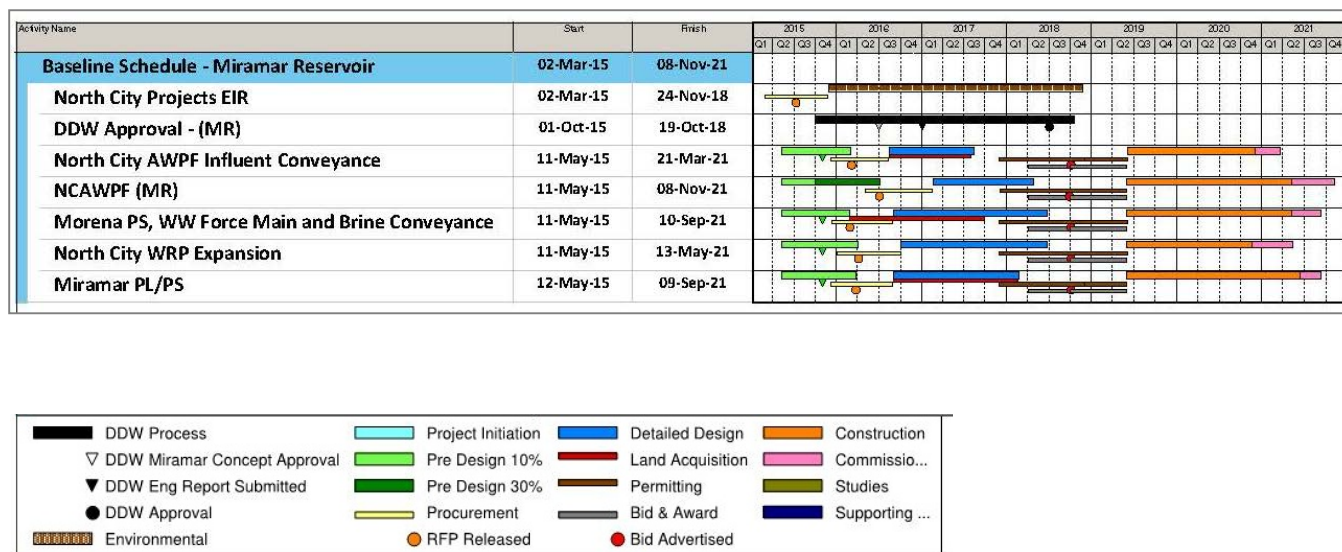 Activity Name Start Finish 2015 2016 2017 2018 2019 2020 2021
Q1 Q2 Q3 Q4 Q1 Q2 Q3 Q4 Q1 Q2 Q3 Q4 Q1 Q2 Q3 Q4 Q1 Q2 Q3 Q4 Q1 Q2 Q3 Q4 Q1 Q2 Q3 Q4
Baseline Schedule - Miramar Reservoir 02-Mar-15 08-Nov-21
North City Projects EIR 02-Mar-15 24-Nov-18
DDW Approval - (MR) 01-Oct-15 19-Oct-18
North City AWPF Influent Conveyance 11-May-15 21-Mar-21
NCAWPF (MR) 11-May-15 08-Nov-21
Morena PS, WW Force Main and Brine Conveyance 11-May-15 10-Sep-21
North City WRP Expansion 11-May-15 13-May-21
Miramar PL/PS 12-May-15 09-Sep-21
DDW Process Project Initiation Detailed Design Construction
DDW Miramar Concept Approval Pre Design 10% Land Acquisition Commissio...
DDW Eng Report Submitted Pre Design 30% Permitting Studies
DDW Approval Procurement Bid & Award Supporting ...
Environmental RFP Released Bid Advertised